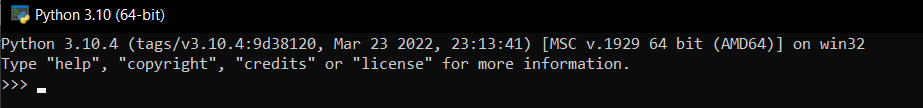 Python 3.10 (64-bit)
Python 3.10.4 (tags/v3.10.4:9d38120, Mar 23 2022, 23:13:41) [MSC v.1929 64 bit (AMD64)] on win32
Type "help", "copyright", "credits" or "license" for more information.
>>>